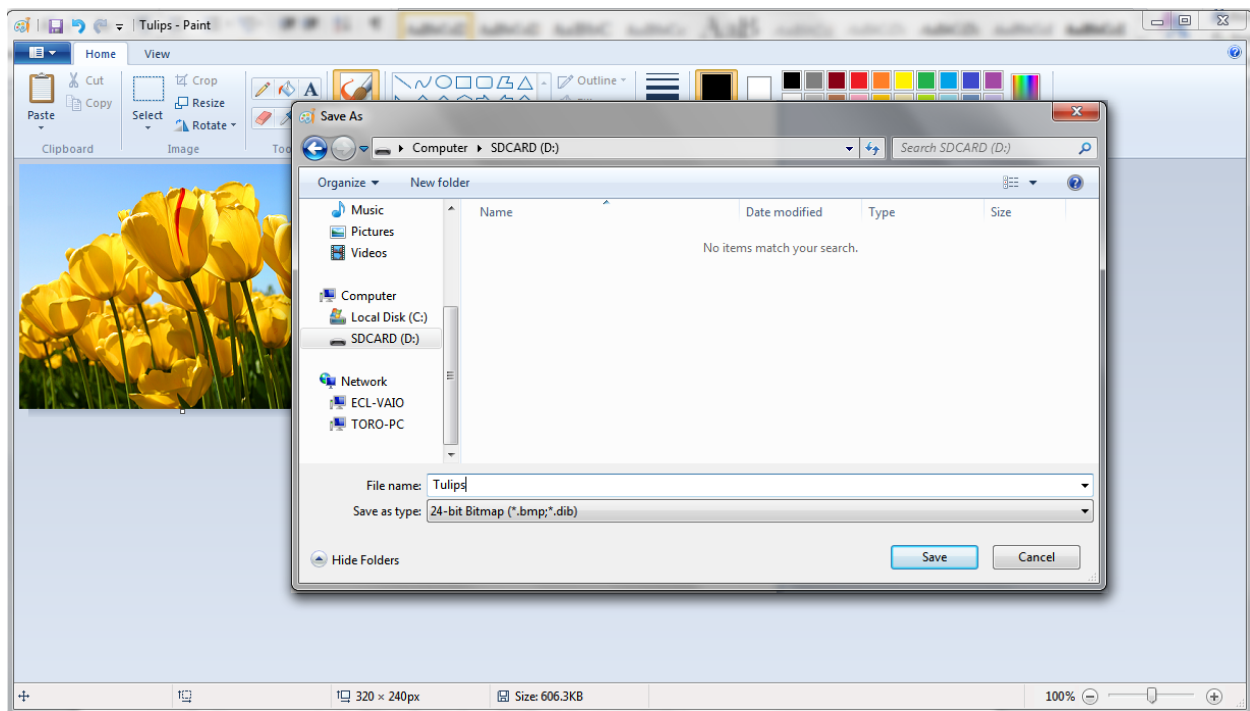 Tulips - Paint
Home View
Cut
Copy
Paste
Clipboard
Select
Crop
Resize
Rotate
Image
A
Outline
Save As
Computer SDCARD (D:)
Search SDCARD (D:)
Organize New folder
Music
Pictures
Videos
Computer
Local Disk (C:)
SDCARD (D:)
Network
ECL-VAIO
TORO-PC
Name Date modified Type Size
No items match your search.
File name: Tulips
Save as type: 24-bit Bitmap (*.bmp;*.dib)
Hide Folders Save Cancel
320 × 240px Size: 606.3KB 100%